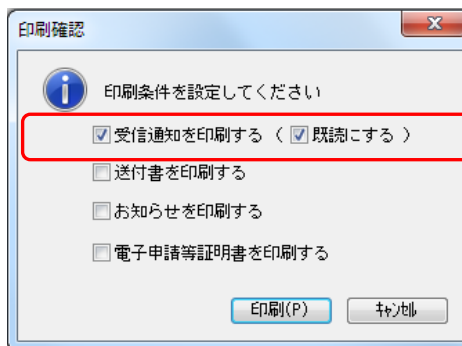 印刷確認
印刷条件を設定してください
受信通知を印刷する ( 既読にする )
送付書を印刷する
お知らせを印刷する
電子申請等証明書を印刷する
印刷(P) ｷｬﾝｾﾙ